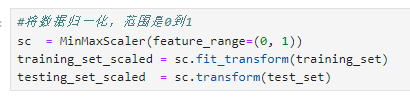 #将数据归一化，范围是0到1
sc  = MinMaxScaler(feature_range=(0, 1))
training_set_scaled = sc.fit_transform(training_set)
testing_set_scaled  = sc.transform(test_set)